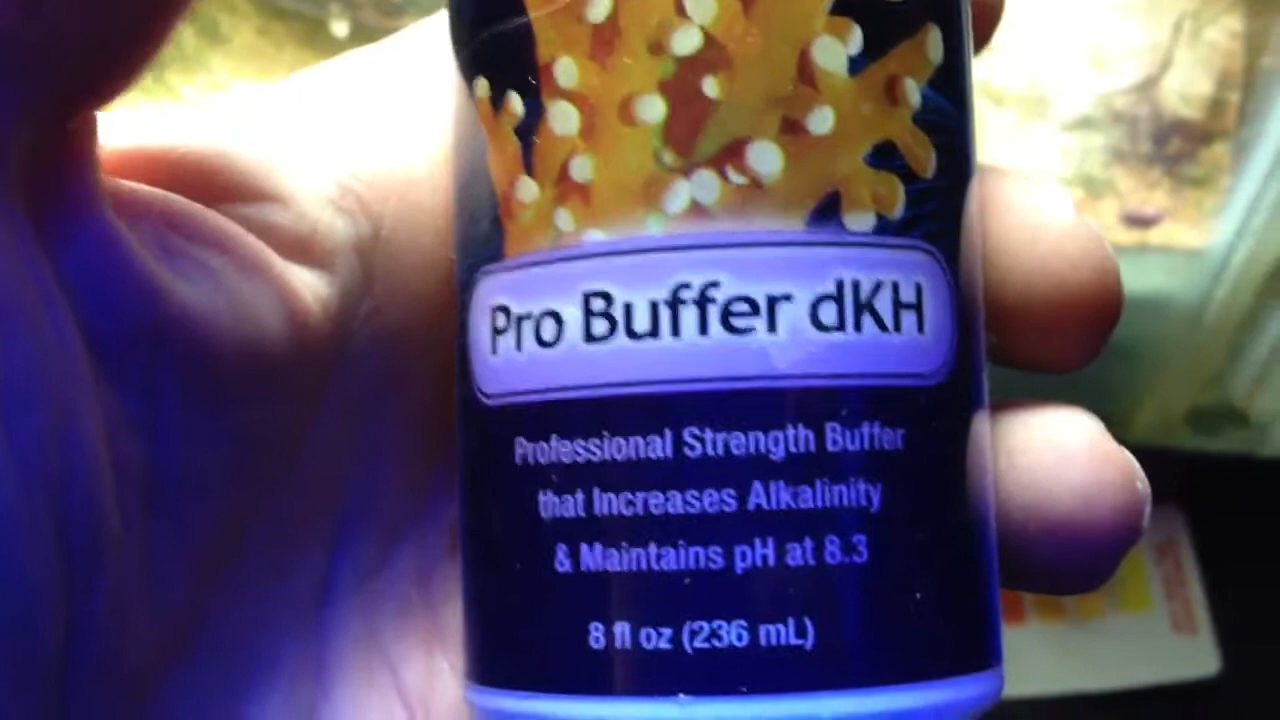 Pro Buffer dKH
Professional Strength Buffer
that Increases Alkalinity
& Maintains pH at 8.3
8 fl oz (236 mL)